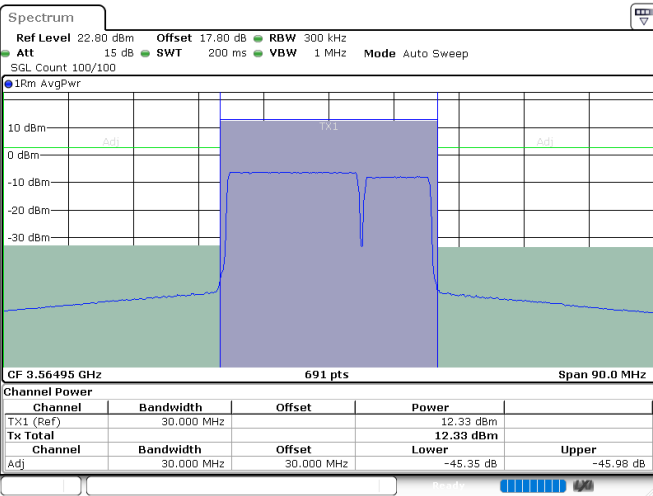 Spectrum
Ref Level 22.80 dBm Offset 17.80 dB RBW 300 kHz
Att 15 dB SWT 200 ms VBW 1 MHz Mode Auto Sweep
SGL Count 100/100
1Rm AvgPwr
TX1
10 dBm
Adj Adj
0 dBm
-10 dBm
-20 dBm
-30 dBm
CF 3.56495 GHz 691 pts Span 90.0 MHz
Channel Power
Channel Bandwidth Offset Power
TX1 (Ref) 30.000 MHz 12.33 dBm
Tx Total 12.33 dBm
Channel Bandwidth Offset Lower Upper
Adj 30.000 MHz 30.000 MHz -45.35 dB -45.98 dB
Ready